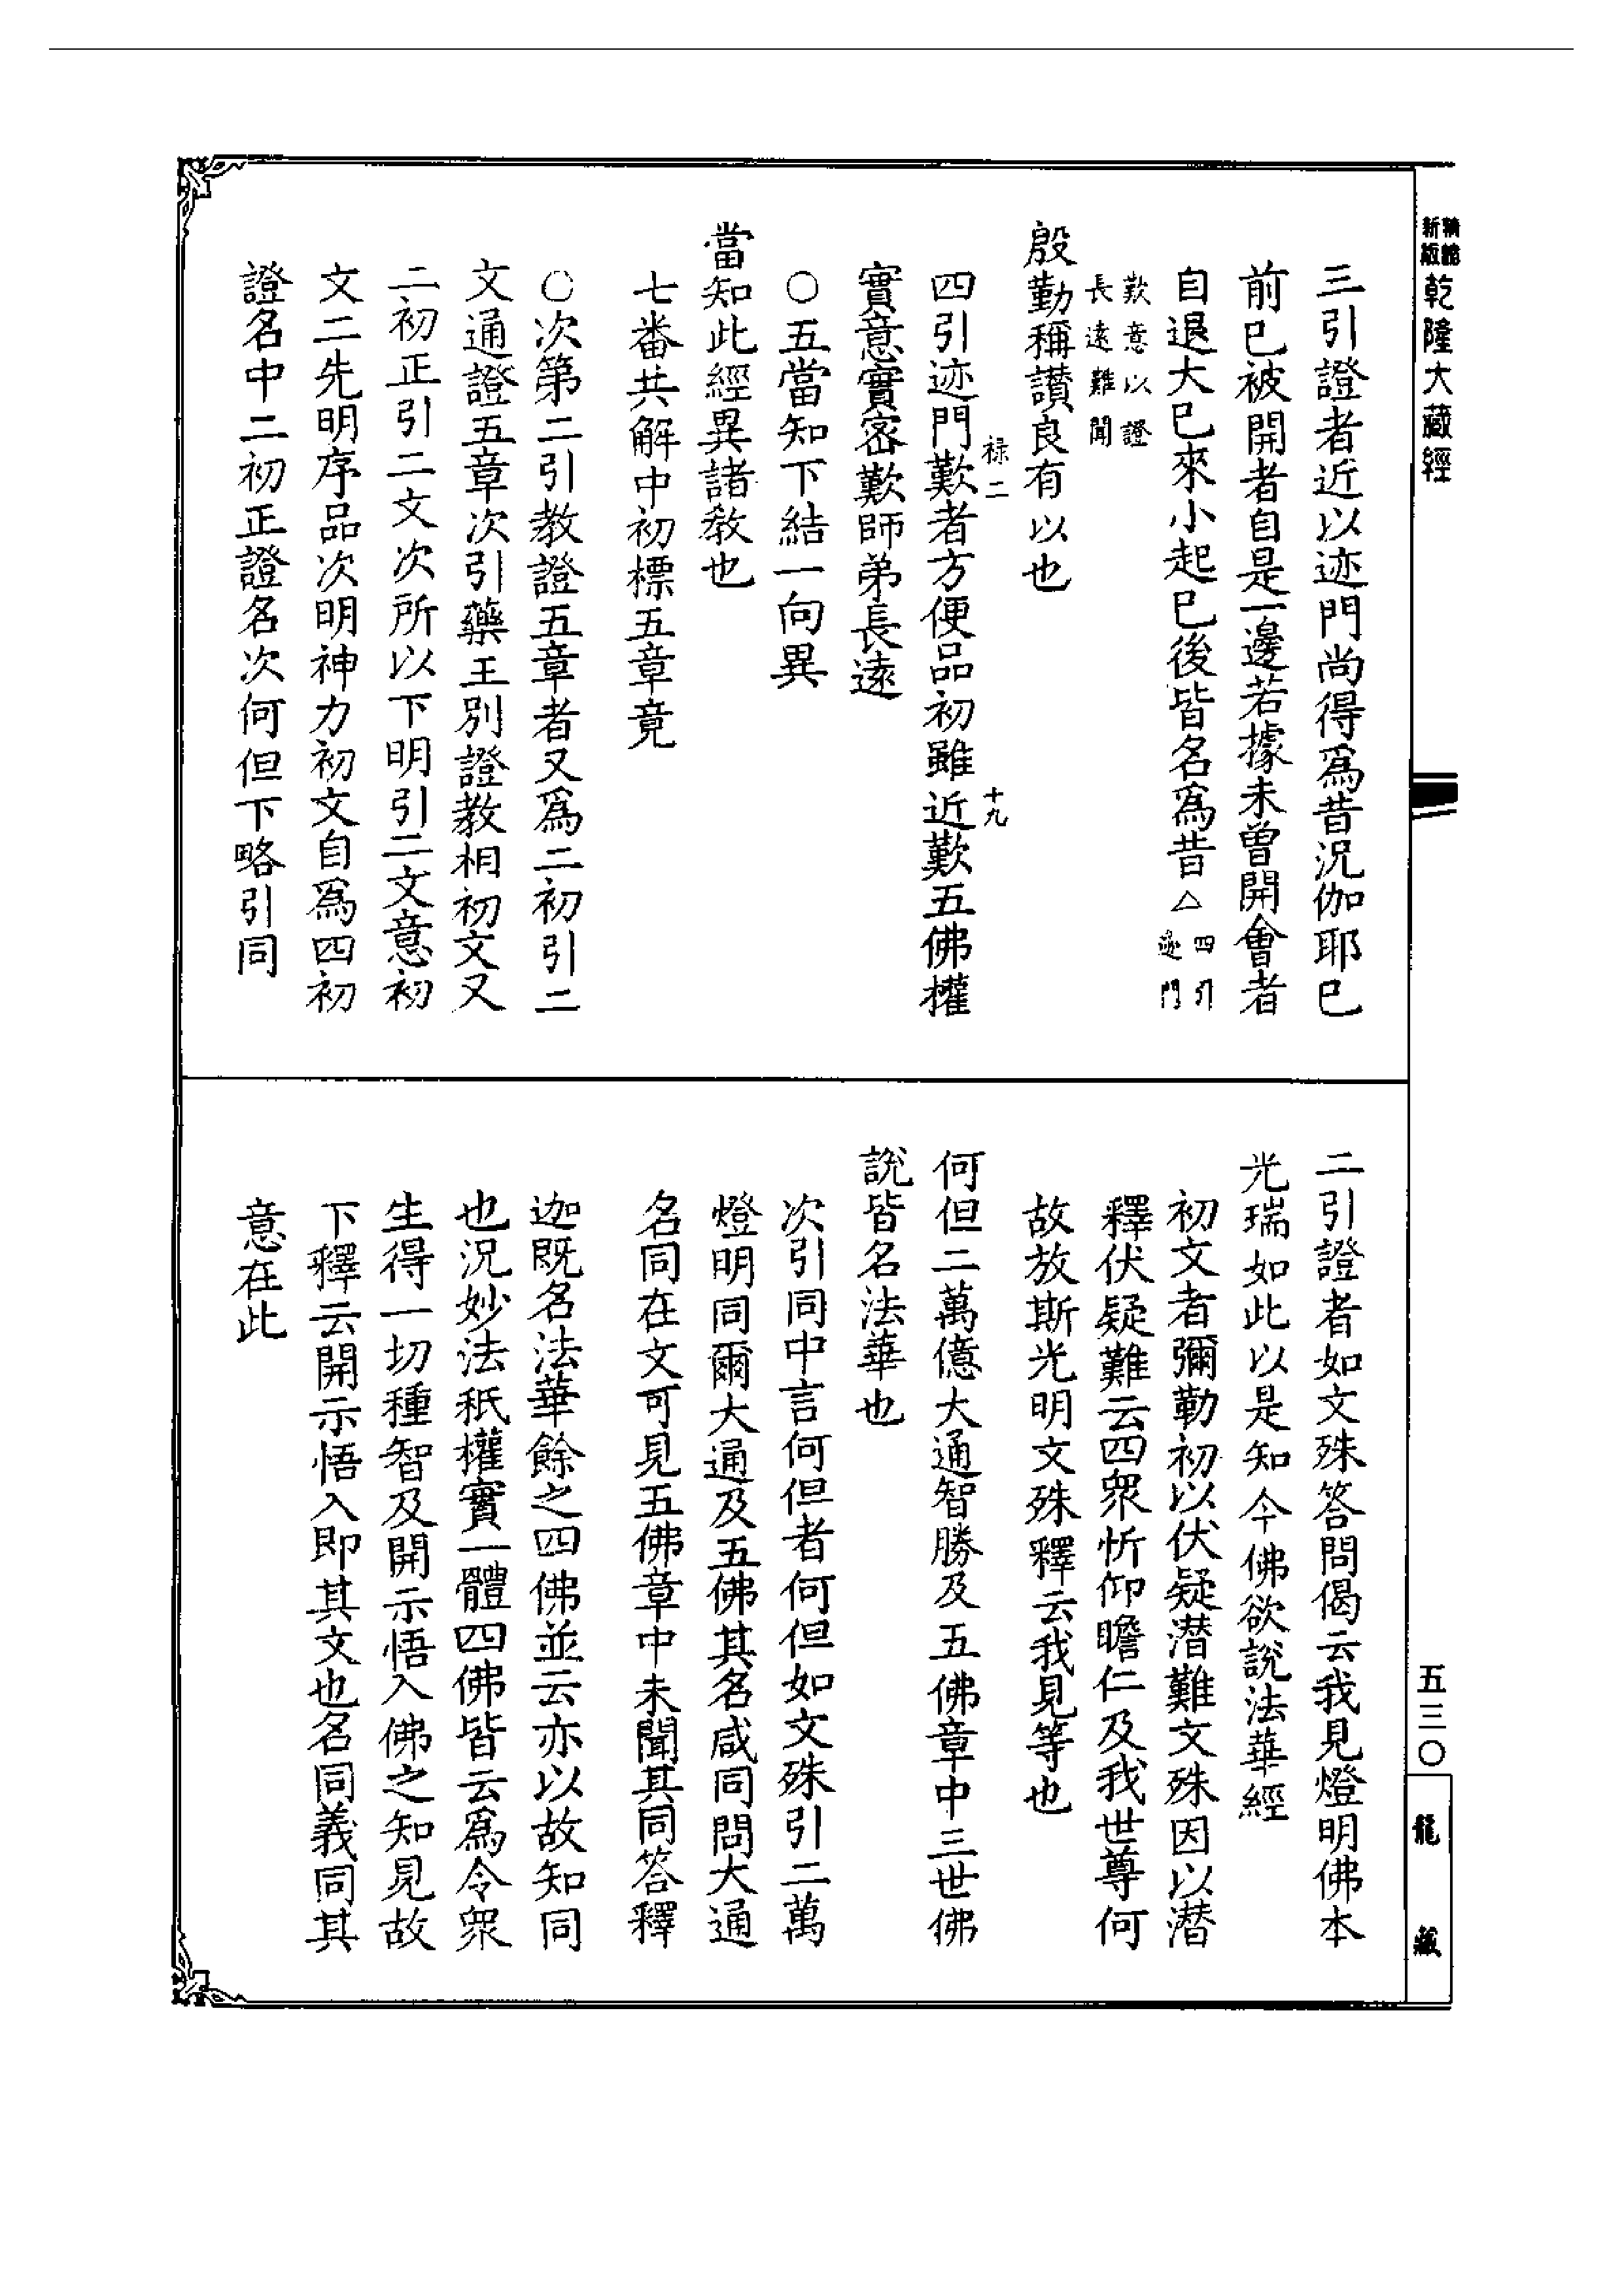 新版 精縮 乾隆大藏經
三引證者近以迹門尚得爲昔況伽耶已
前已被開者自是一邊若據未曾開會者
自退大已來小起已後皆名爲昔△四引迹門
歎意以證
長遠難聞
殷勤稱讚良有以也
祿二 十九
四引迹門歎者方便品初雖近歎五佛權
實意實密歎師弟長遠
○五當知下結一向異
當知此經異諸教也
七番共解中初標五章竟
○次第二引教證五章者又爲二初引二
文通證五章次引藥王別證教相初文又
二初正引二文次所以下明引二文意初
文二先明序品次明神力初文自爲四初
證名中二初正證名次何但下略引同
五三〇
龍藏
二引證者如文殊答問偈云我見燈明佛本
光瑞如此以是知今佛欲說法華經
初文者彌勒初以伏疑潛難文殊因以潛
釋伏疑難云四衆忻仰瞻仁及我世尊何
故放斯光明文殊釋云我見等也
何但二萬億大通智勝及五佛章中三世佛
說皆名法華也
次引同中言何但者何但如文殊引二萬
燈明同爾大通及五佛其名咸同問大通
名同在文可見五佛章中未聞其同答釋
迦既名法華餘之四佛並云亦以故知同
也況妙法秖權實一體四佛皆云爲令衆
生得一切種智及開示悟入佛之知見故
下釋云開示悟入即其文也名同義同其
意在此